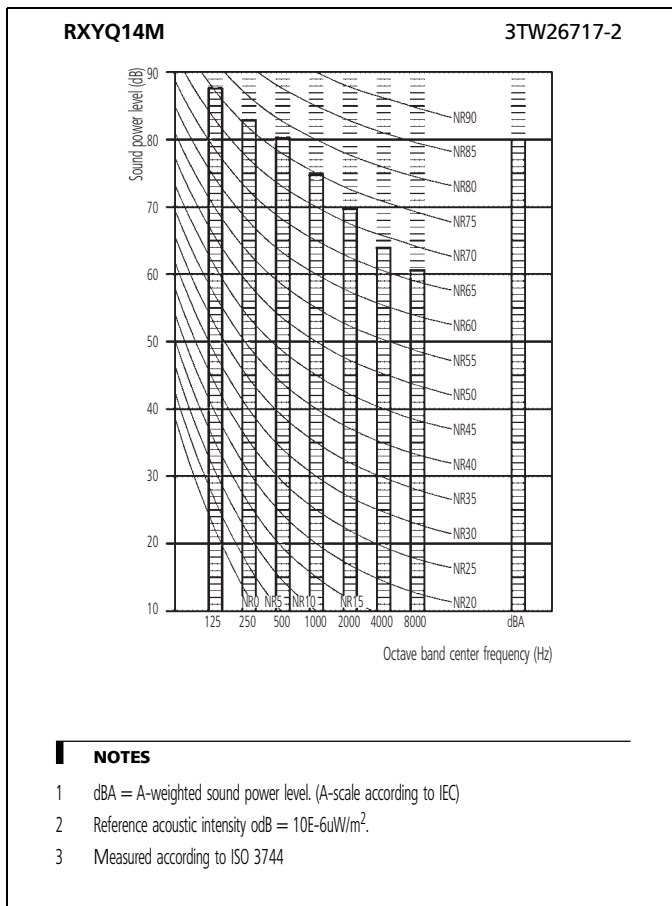 RXYQ14M 3TW26717-2
Sound power level (dB)
90
80
70
60
50
40
30
20
10
NR90
NR85
NR80
NR75
NR70
NR65
NR60
NR55
NR50
NR45
NR40
NR35
NR30
NR25
NR20
NR0 NR5 NR10 NR15
125 250 500 1000 2000 4000 8000 dBA
Octave band center frequency (Hz)
NOTES
1 dBA = A-weighted sound power level. (A-scale according to IEC)
2 Reference acoustic intensity odB = 10E-6uW/m².
3 Measured according to ISO 3744